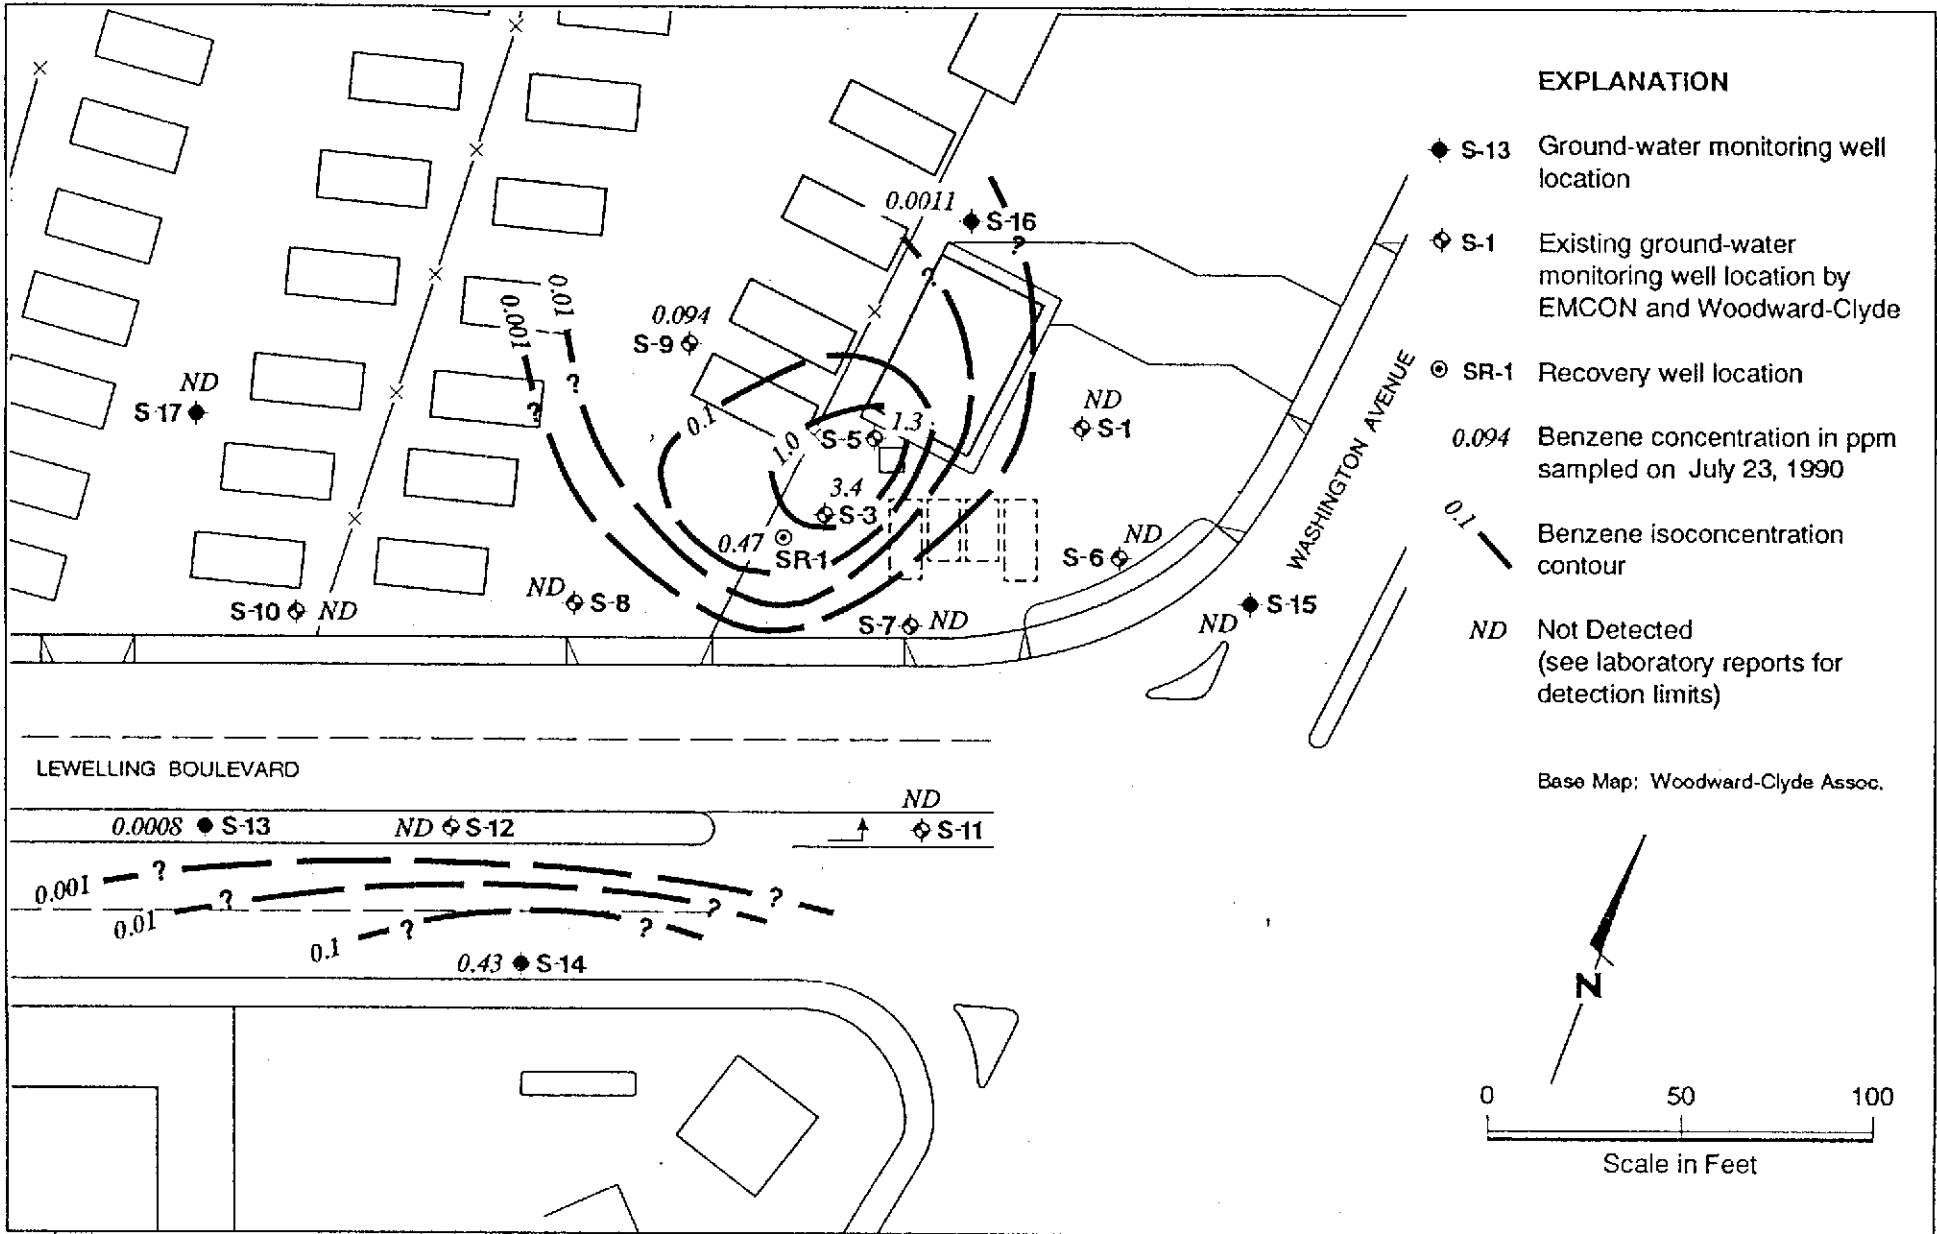 EXPLANATION
S-13 Ground-water monitoring well
location
S-1 Existing ground-water
monitoring well location by
EMCON and Woodward-Clyde
SR-1 Recovery well location
0.094 Benzene concentration in ppm
sampled on July 23, 1990
0.1 Benzene isoconcentration
contour
ND Not Detected
(see laboratory reports for
detection limits)
Base Map: Woodward-Clyde Assoc.
N
0 50 100
Scale in Feet
WASHINGTON AVENUE
LEWELLING BOULEVARD
0.0011
S-16
?
?
0.01
0.001
?
?
0.094
S-9
ND
S-17
ND
S-1
0.1
1.0
S-5
1.3
3.4
S-3
0.47
SR-1
ND
S-6
ND
S-8
S-10 ND
S-7 ND
S-15
ND
ND
0.0008 S-13
ND S-12
S-11
0.001 ? ?
0.01 ? ?
0.1 ? ?
0.43 S-14